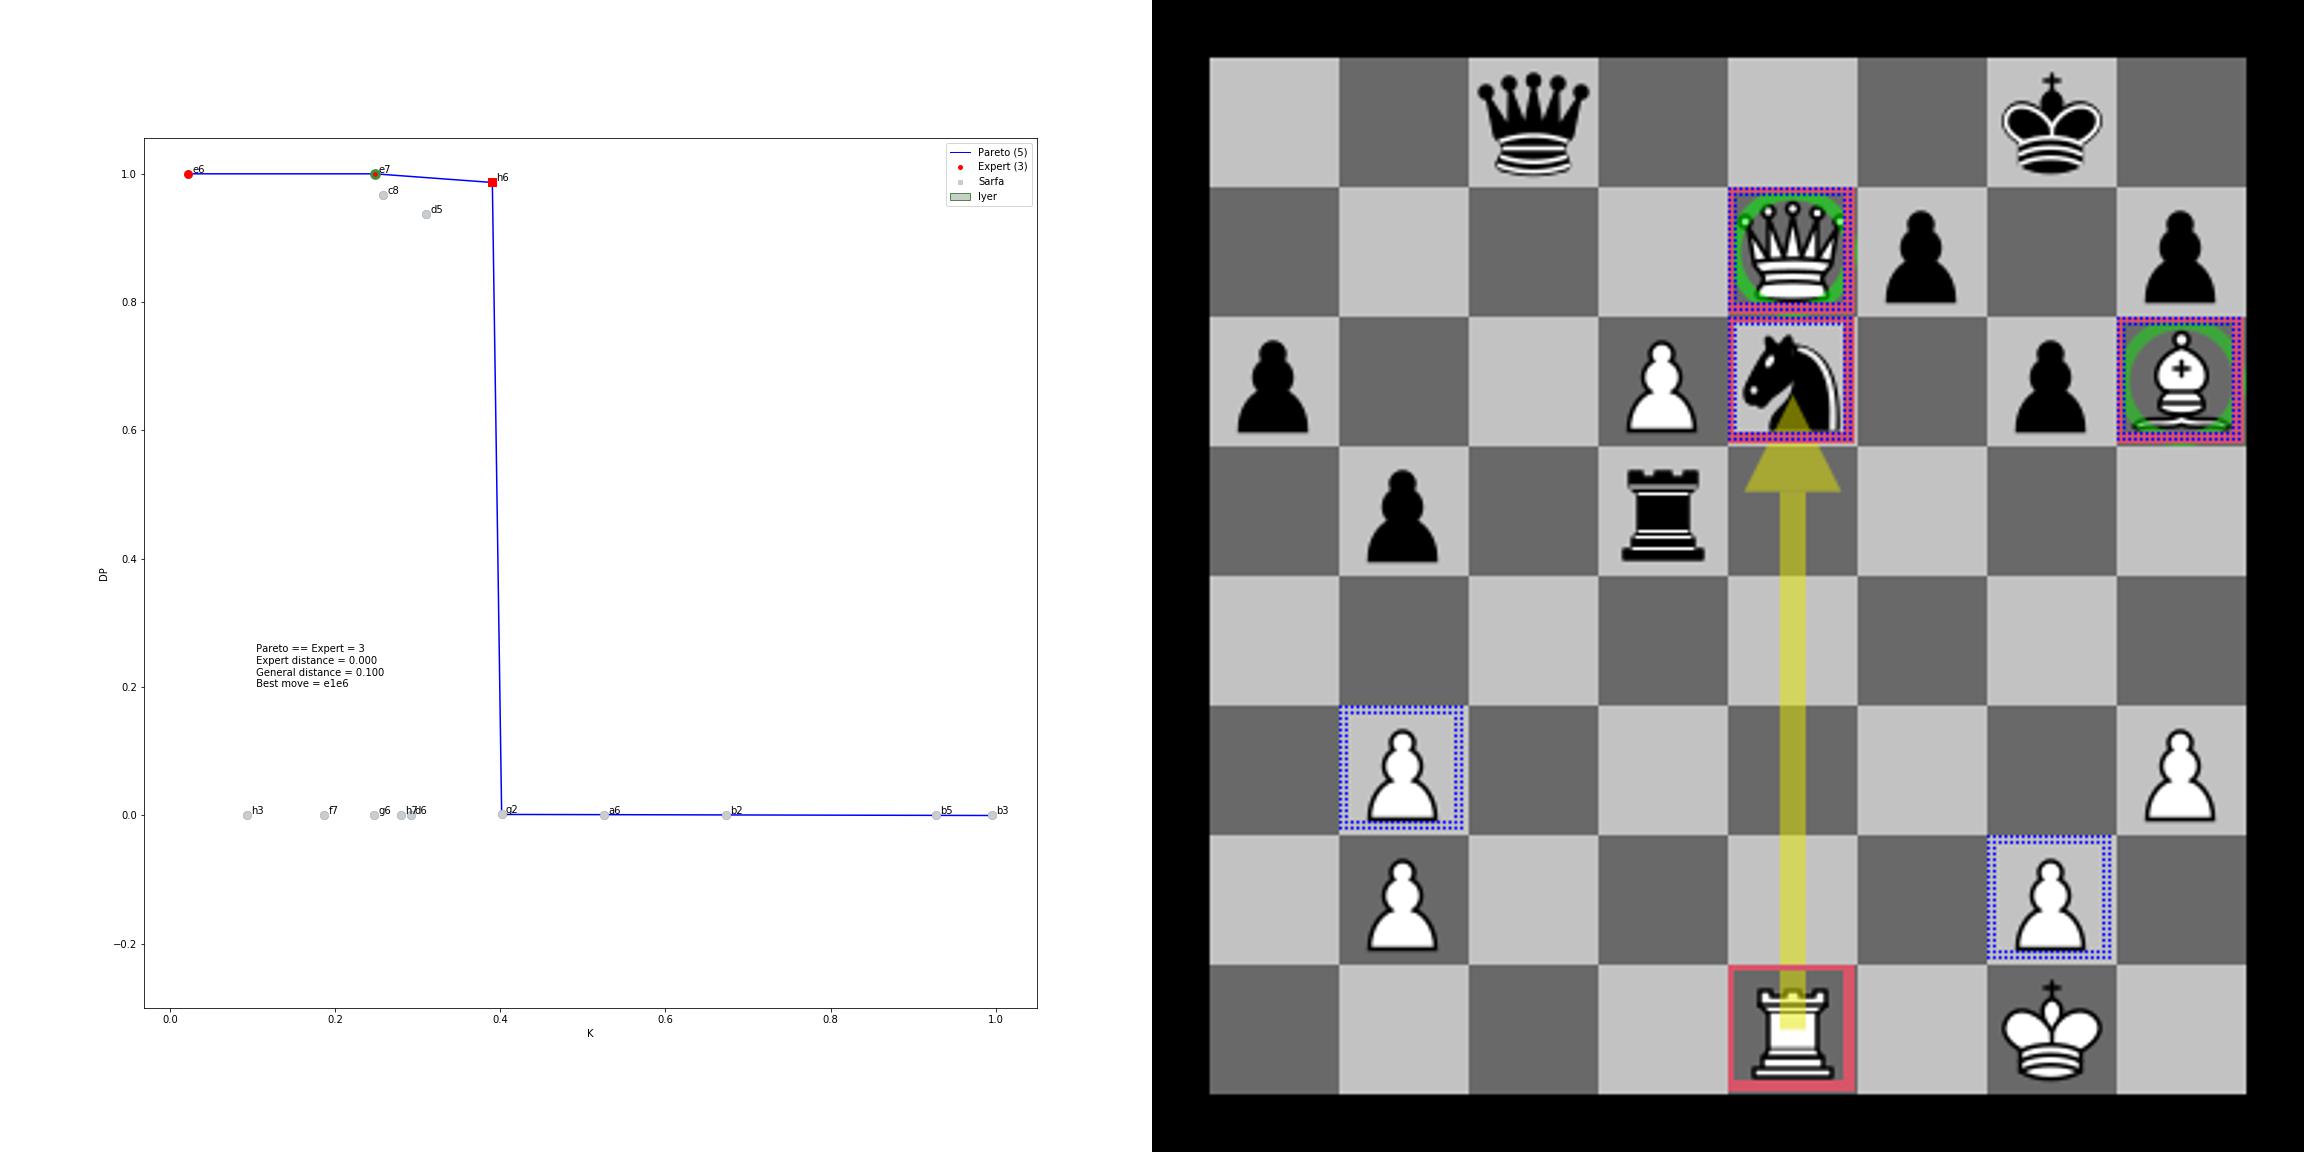 Pareto (5)
Expert (3)
Sarfa
Iyer
1.0
0.8
0.6
0.4
0.2
0.0
−0.2
DP
e6
e7
h6
c8
d5
Pareto == Expert = 3
Expert distance = 0.000
General distance = 0.100
Best move = e1e6
h3
f7
g6
h7
d6
g2
a6
b2
b5
b3
0.0
0.2
0.4
0.6
0.8
1.0
K